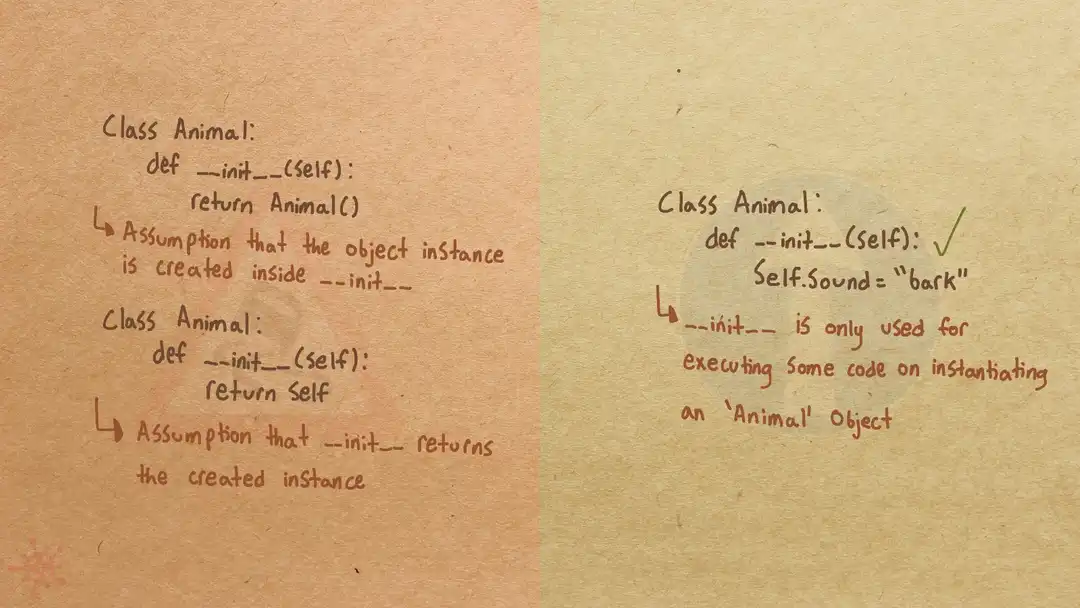 Class Animal:
def __init__(self):
return Animal()
Assumption that the object instance
is created inside __init__
Class Animal:
def __init__(self):
return self
Assumption that __init__ returns
the created instance
Class Animal:
def __init__(self):
Self.Sound = "bark"
__init__ is only used for
executing some code on instantiating
an 'Animal' Object